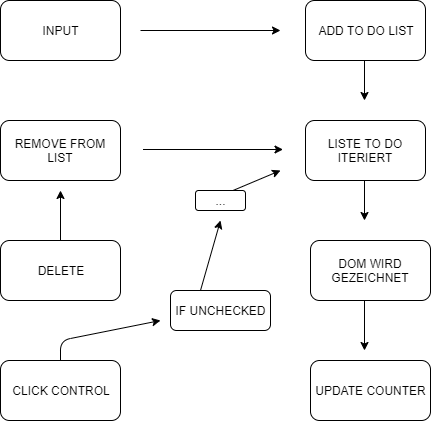 INPUT
ADD TO DO LIST
REMOVE FROM
LIST
LISTE TO DO
ITERIERT
...
DELETE
DOM WIRD
GEZEICHNET
IF UNCHECKED
CLICK CONTROL
UPDATE COUNTER